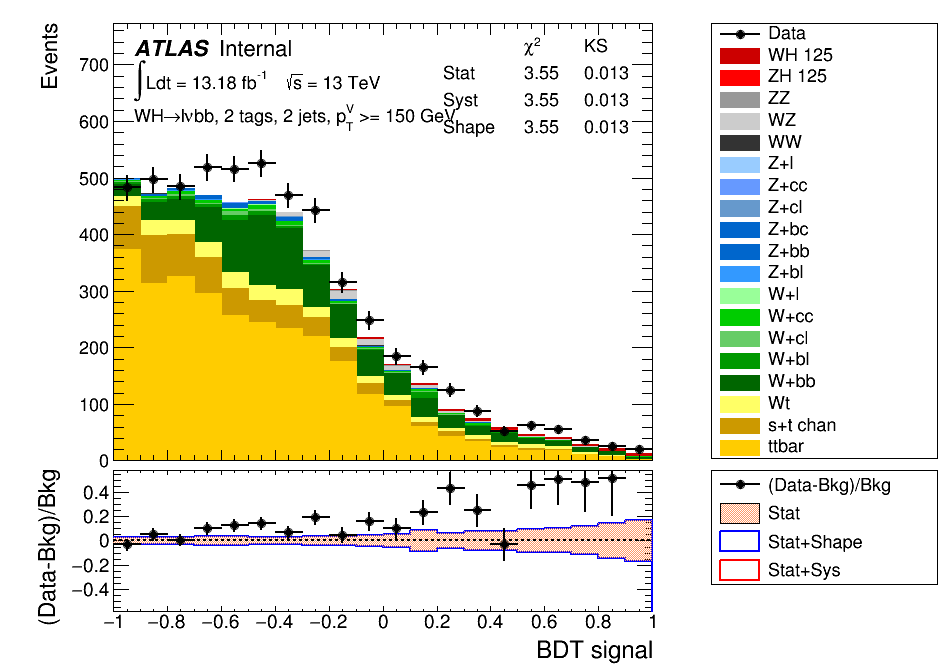 Events
700
600
500
400
300
200
100
0
ATLAS Internal
∫Ldt = 13.18 fb⁻¹ √s = 13 TeV
WH→lνbb, 2 tags, 2 jets, p_T^V >= 150 GeV
χ² KS
Stat 3.55 0.013
Syst 3.55 0.013
Shape 3.55 0.013
Data
WH 125
ZH 125
ZZ
WZ
WW
Z+l
Z+cc
Z+cl
Z+bc
Z+bb
Z+bl
W+l
W+cc
W+cl
W+bl
W+bb
Wt
s+t chan
ttbar
(Data-Bkg)/Bkg
0.4
0.2
0
−0.2
−0.4
−1 −0.8 −0.6 −0.4 −0.2 0 0.2 0.4 0.6 0.8 1
BDT signal
(Data-Bkg)/Bkg
Stat
Stat+Shape
Stat+Sys